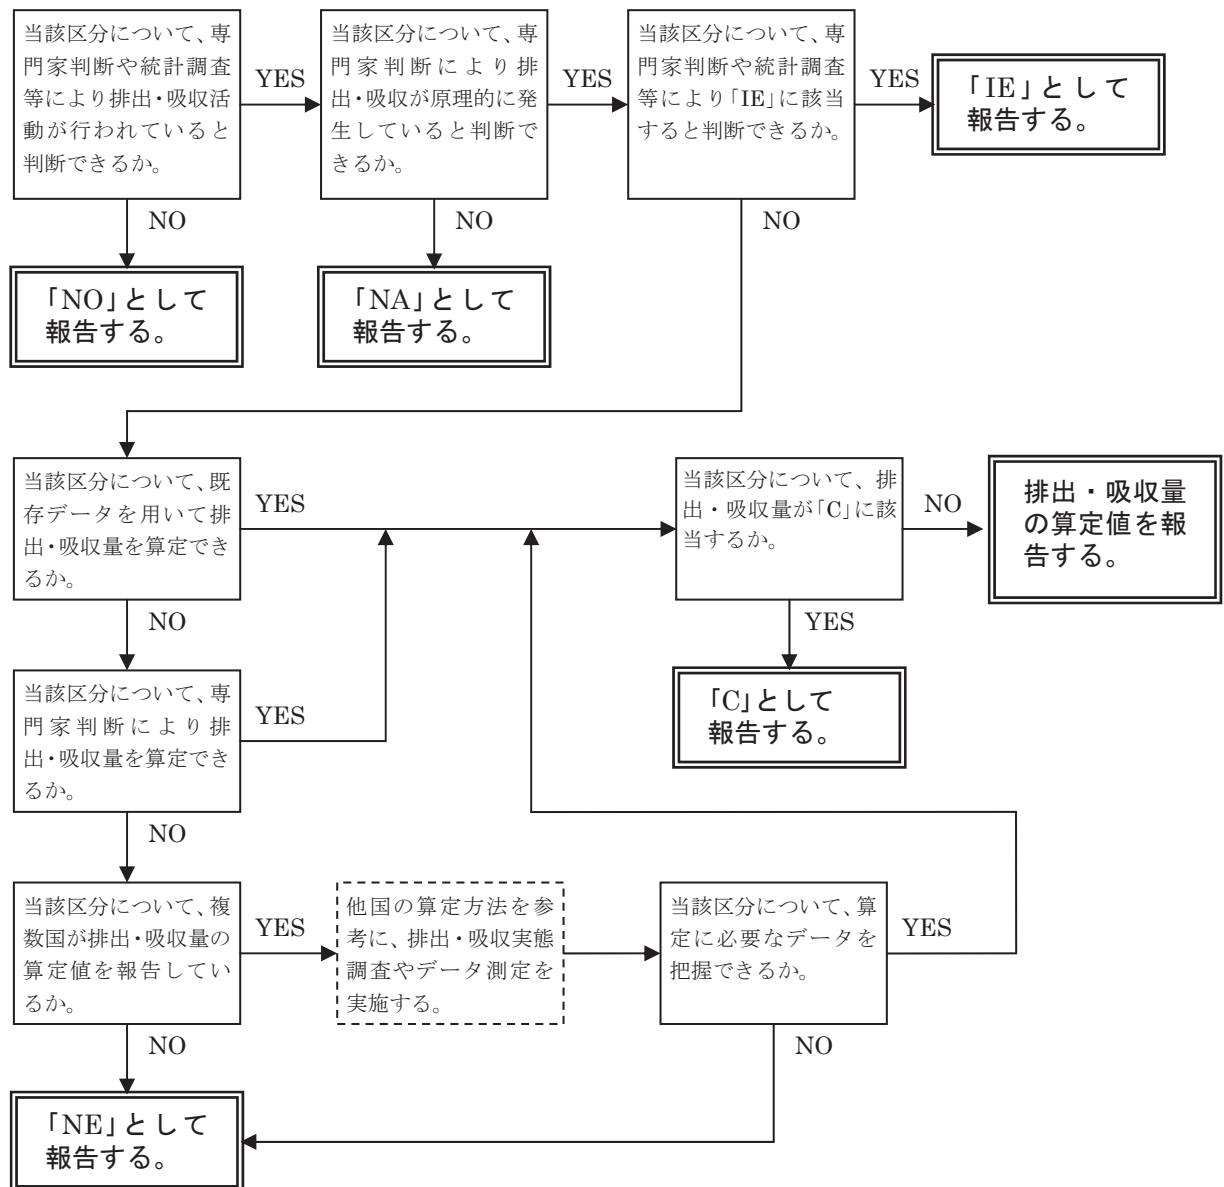 当該区分について、専
門家判断や統計調査
等により排出・吸収活
動が行われていると
判断できるか。
YES
NO
「NO」として
報告する。
当該区分について、専
門家判断により排
出・吸収が原理的に発
生していると判断で
きるか。
YES
NO
「NA」として
報告する。
当該区分について、専
門家判断や統計調査
等により「IE」に該当
すると判断できるか。
YES
NO
「IE」として
報告する。
当該区分について、既
存データを用いて排
出・吸収量を算定でき
るか。
YES
NO
当該区分について、排
出・吸収量が「C」に該
当するか。
NO
YES
排出・吸収量
の算定値を報
告する。
「C」として
報告する。
当該区分について、専
門家判断により排
出・吸収量を算定でき
るか。
YES
NO
当該区分について、複
数国が排出・吸収量の
算定値を報告してい
るか。
YES
NO
他国の算定方法を参
考に、排出・吸収実態
調査やデータ測定を
実施する。
当該区分について、算
定に必要なデータを
把握できるか。
YES
NO
「NE」として
報告する。